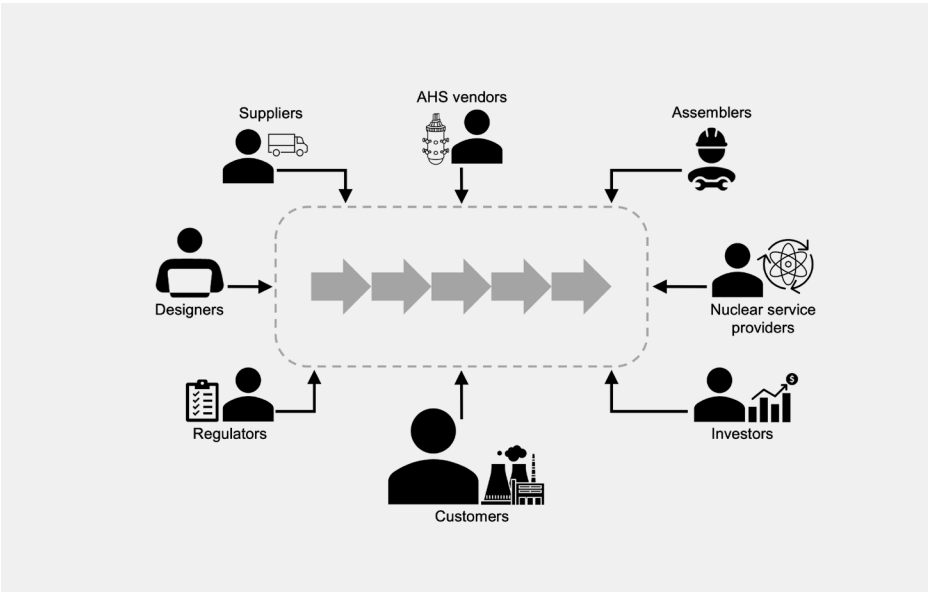 AHS vendors
Suppliers
Assemblers
Designers
Nuclear service
providers
Regulators
Investors
Customers
$